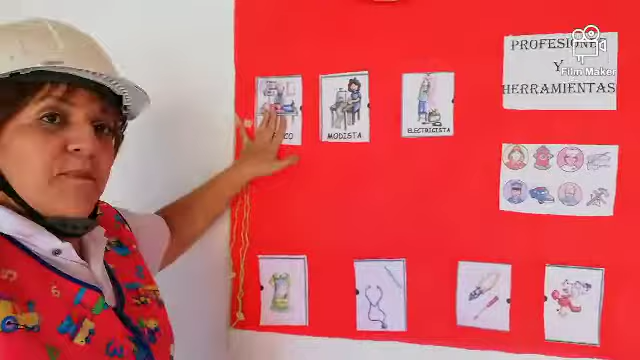 PROFESIONES
Y
HERRAMIENTAS
Film Maker
MODISTA
ELECTRICISTA